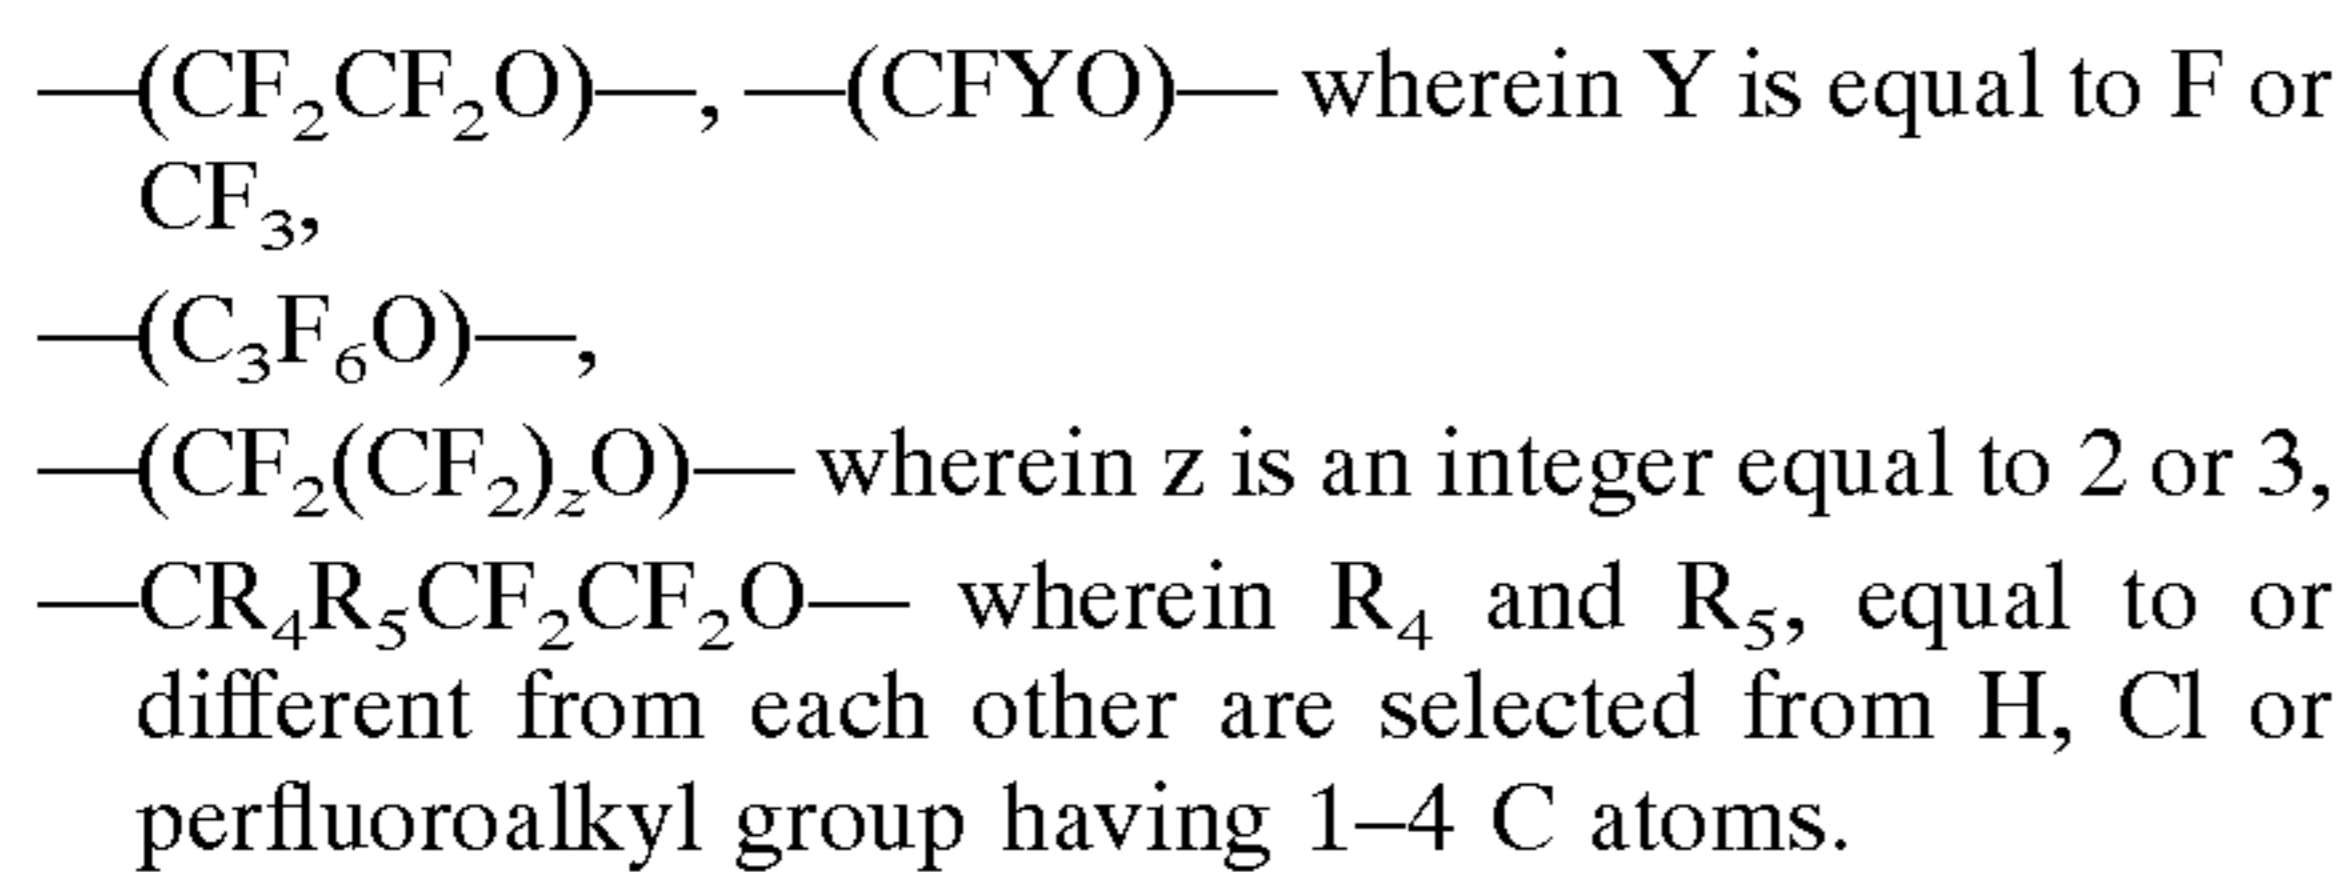 —(CF₂CF₂O)—, —(CFYO)— wherein Y is equal to F or
CF₃,
—(C₃F₆O)—,
—(CF₂(CF₂)zO)— wherein z is an integer equal to 2 or 3,
—CR₄R₅CF₂CF₂O— wherein R₄ and R₅, equal to or
different from each other are selected from H, Cl or
perfluoroalkyl group having 1–4 C atoms.